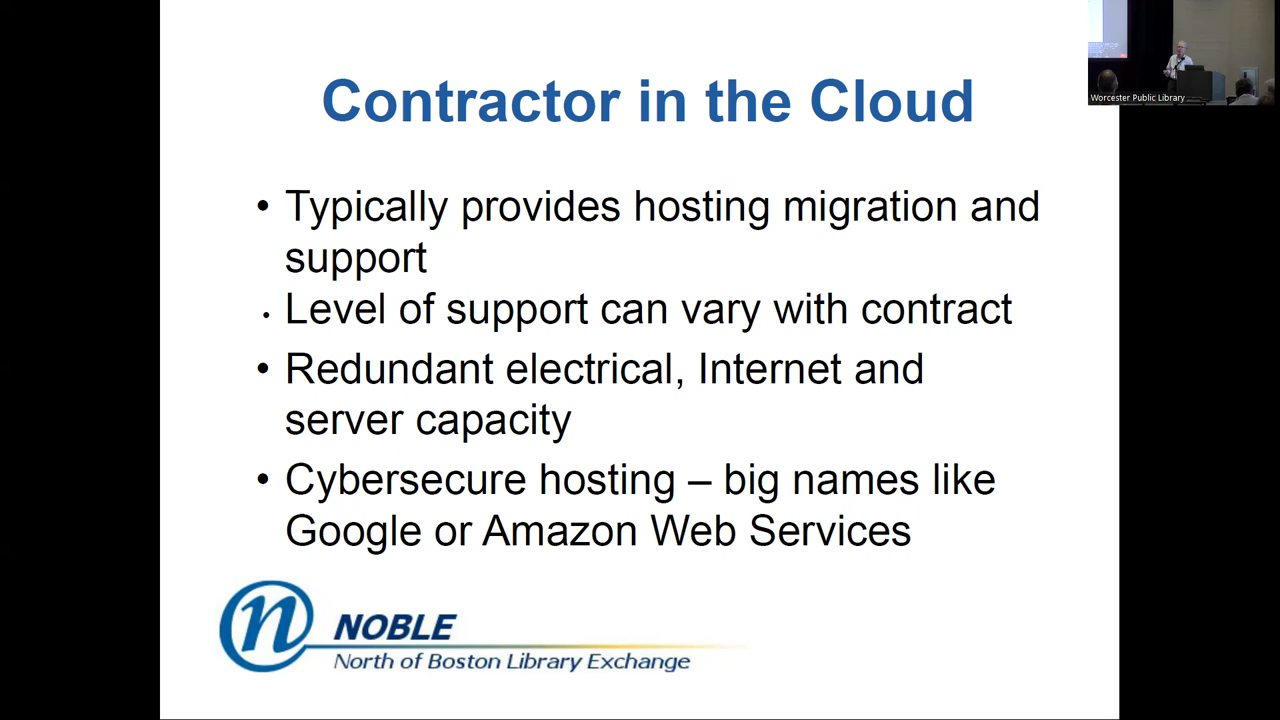 Contractor in the Cloud
• Typically provides hosting migration and
support
• Level of support can vary with contract
• Redundant electrical, Internet and
server capacity
• Cybersecure hosting – big names like
Google or Amazon Web Services
n NOBLE
North of Boston Library Exchange
Worcester Public Library